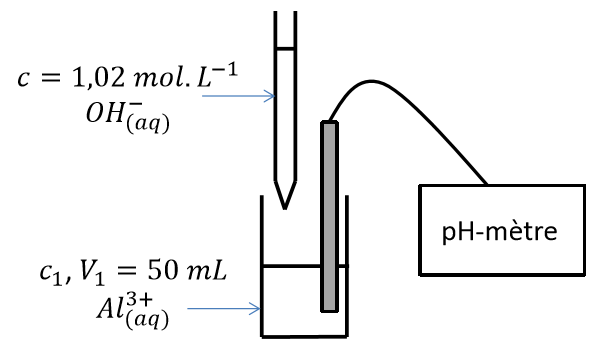 c = 1,02 mol.L⁻¹
OH⁻(aq)
pH-mètre
c₁, V₁ = 50 mL
Al³⁺(aq)